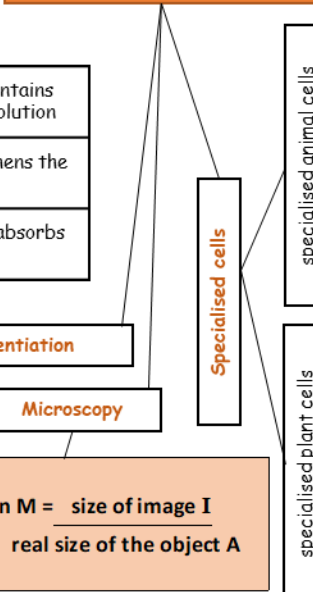 ntains
olution
ens the
absorbs
entiation
Microscopy
n M = size of image I
real size of the object A
Specialised cells
specialised animal cells
specialised plant cells